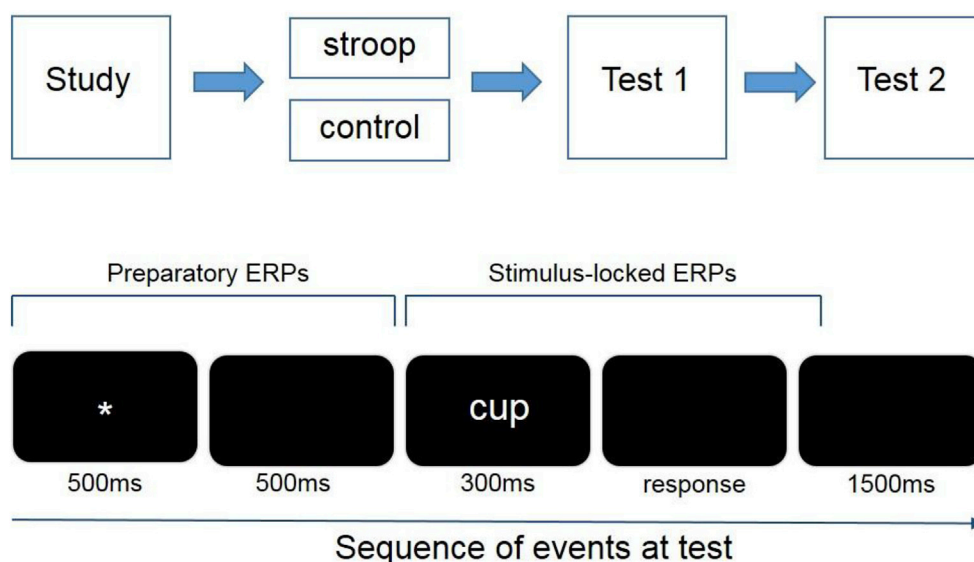 Study
stroop
control
Test 1
Test 2
Preparatory ERPs
Stimulus-locked ERPs
*
cup
500ms
500ms
300ms
response
1500ms
Sequence of events at test